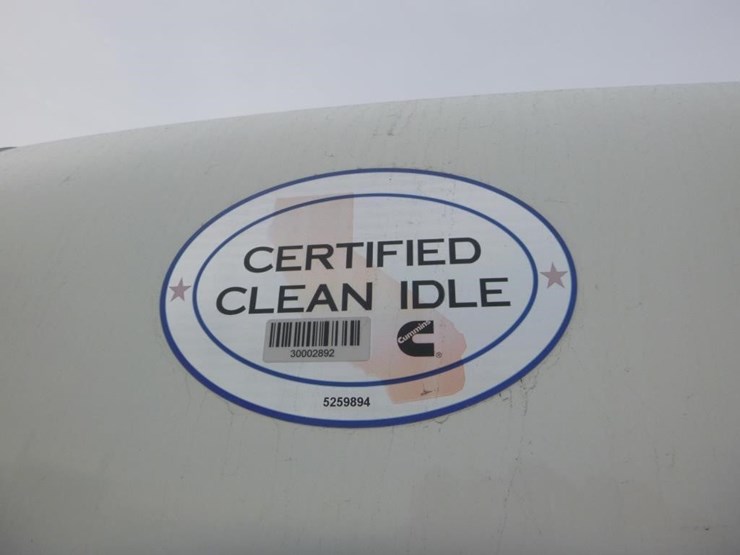 CERTIFIED
CLEAN IDLE
30002892
Cummins
®
5259894